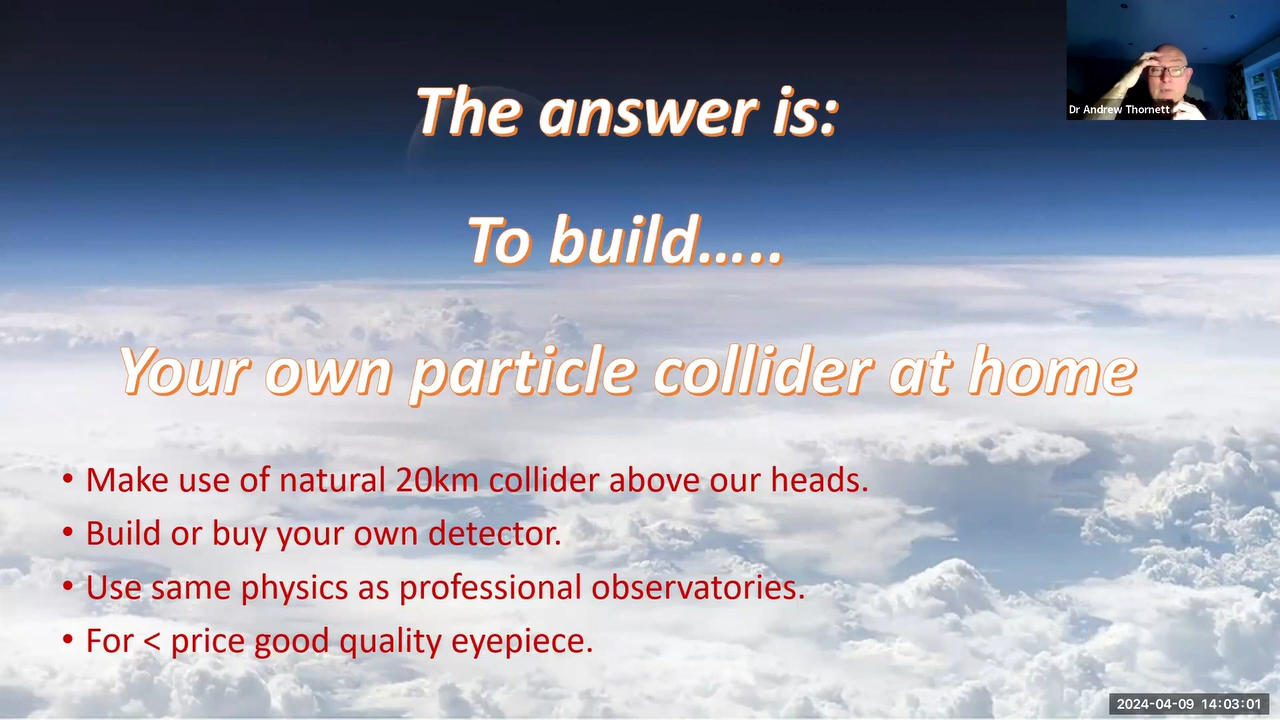 Dr Andrew Thornett
The answer is:
To build.....
Your own particle collider at home
• Make use of natural 20km collider above our heads.
• Build or buy your own detector.
• Use same physics as professional observatories.
• For < price good quality eyepiece.
2024-04-09 14:03:01